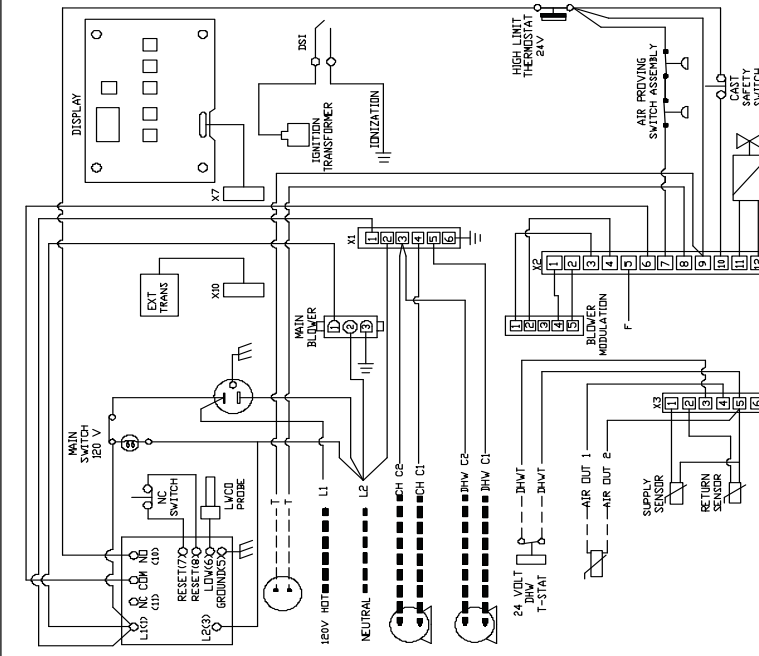 HIGH LIMIT
THERMOSTAT
24V
DSI
DISPLAY
IGNITION
TRANSFORMER
IONIZATION
AIR PROVING
SWITCH ASSEMBLY
CAST
SAFETY
SWITCH
X7
X1
1 2 3 4 5 6
X2
1 2 3 4 5 6 7 8 9 10 11 12
EXT
TRANS
X10
MAIN
BLOWER
1 2 3
1 2 3 4 5
BLOWER
MODULATION
F
X3
1 2 3 4 5 6
MAIN
SWITCH
120 V
NC
SWITCH
LWCO
PROBE
L1
L2
CH C2
CH C1
DHW C2
DHW C1
DHWT
DHWT
AIR OUT 1
AIR OUT 2
SUPPLY
SENSOR
RETURN
SENSOR
T
T
NO (10)
COM
NC (11)
L1(1)
RESET(7)
RESET(8)
LOW(6)
GROUND(5)
L2(3)
120V HOT
NEUTRAL
24 VOLT
DHW
T-STAT